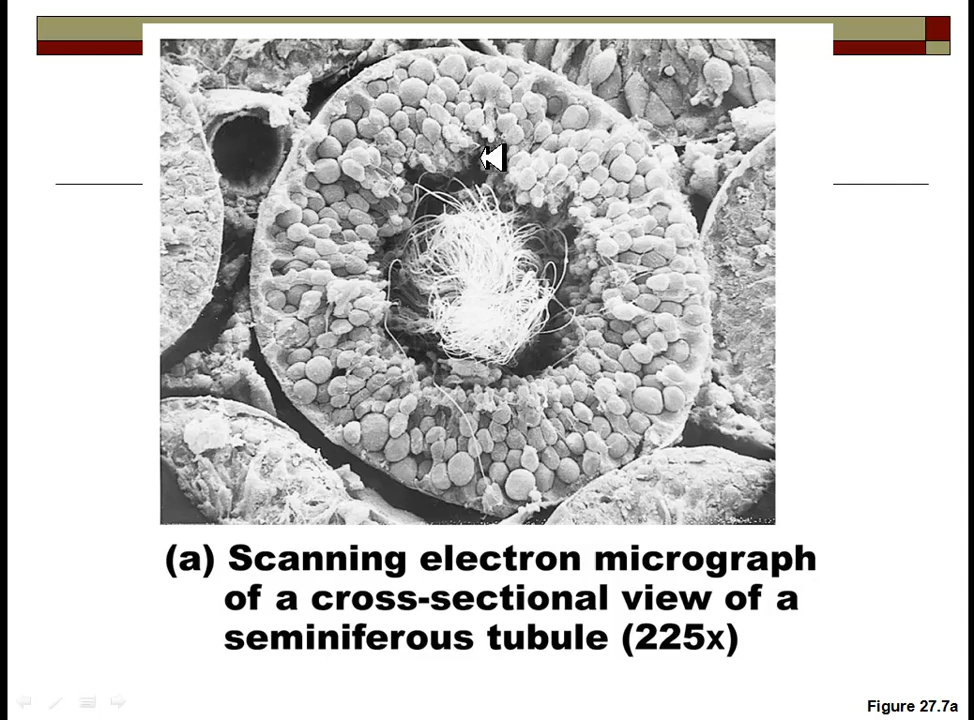 (a) Scanning electron micrograph
of a cross-sectional view of a
seminiferous tubule (225x)
Figure 27.7a